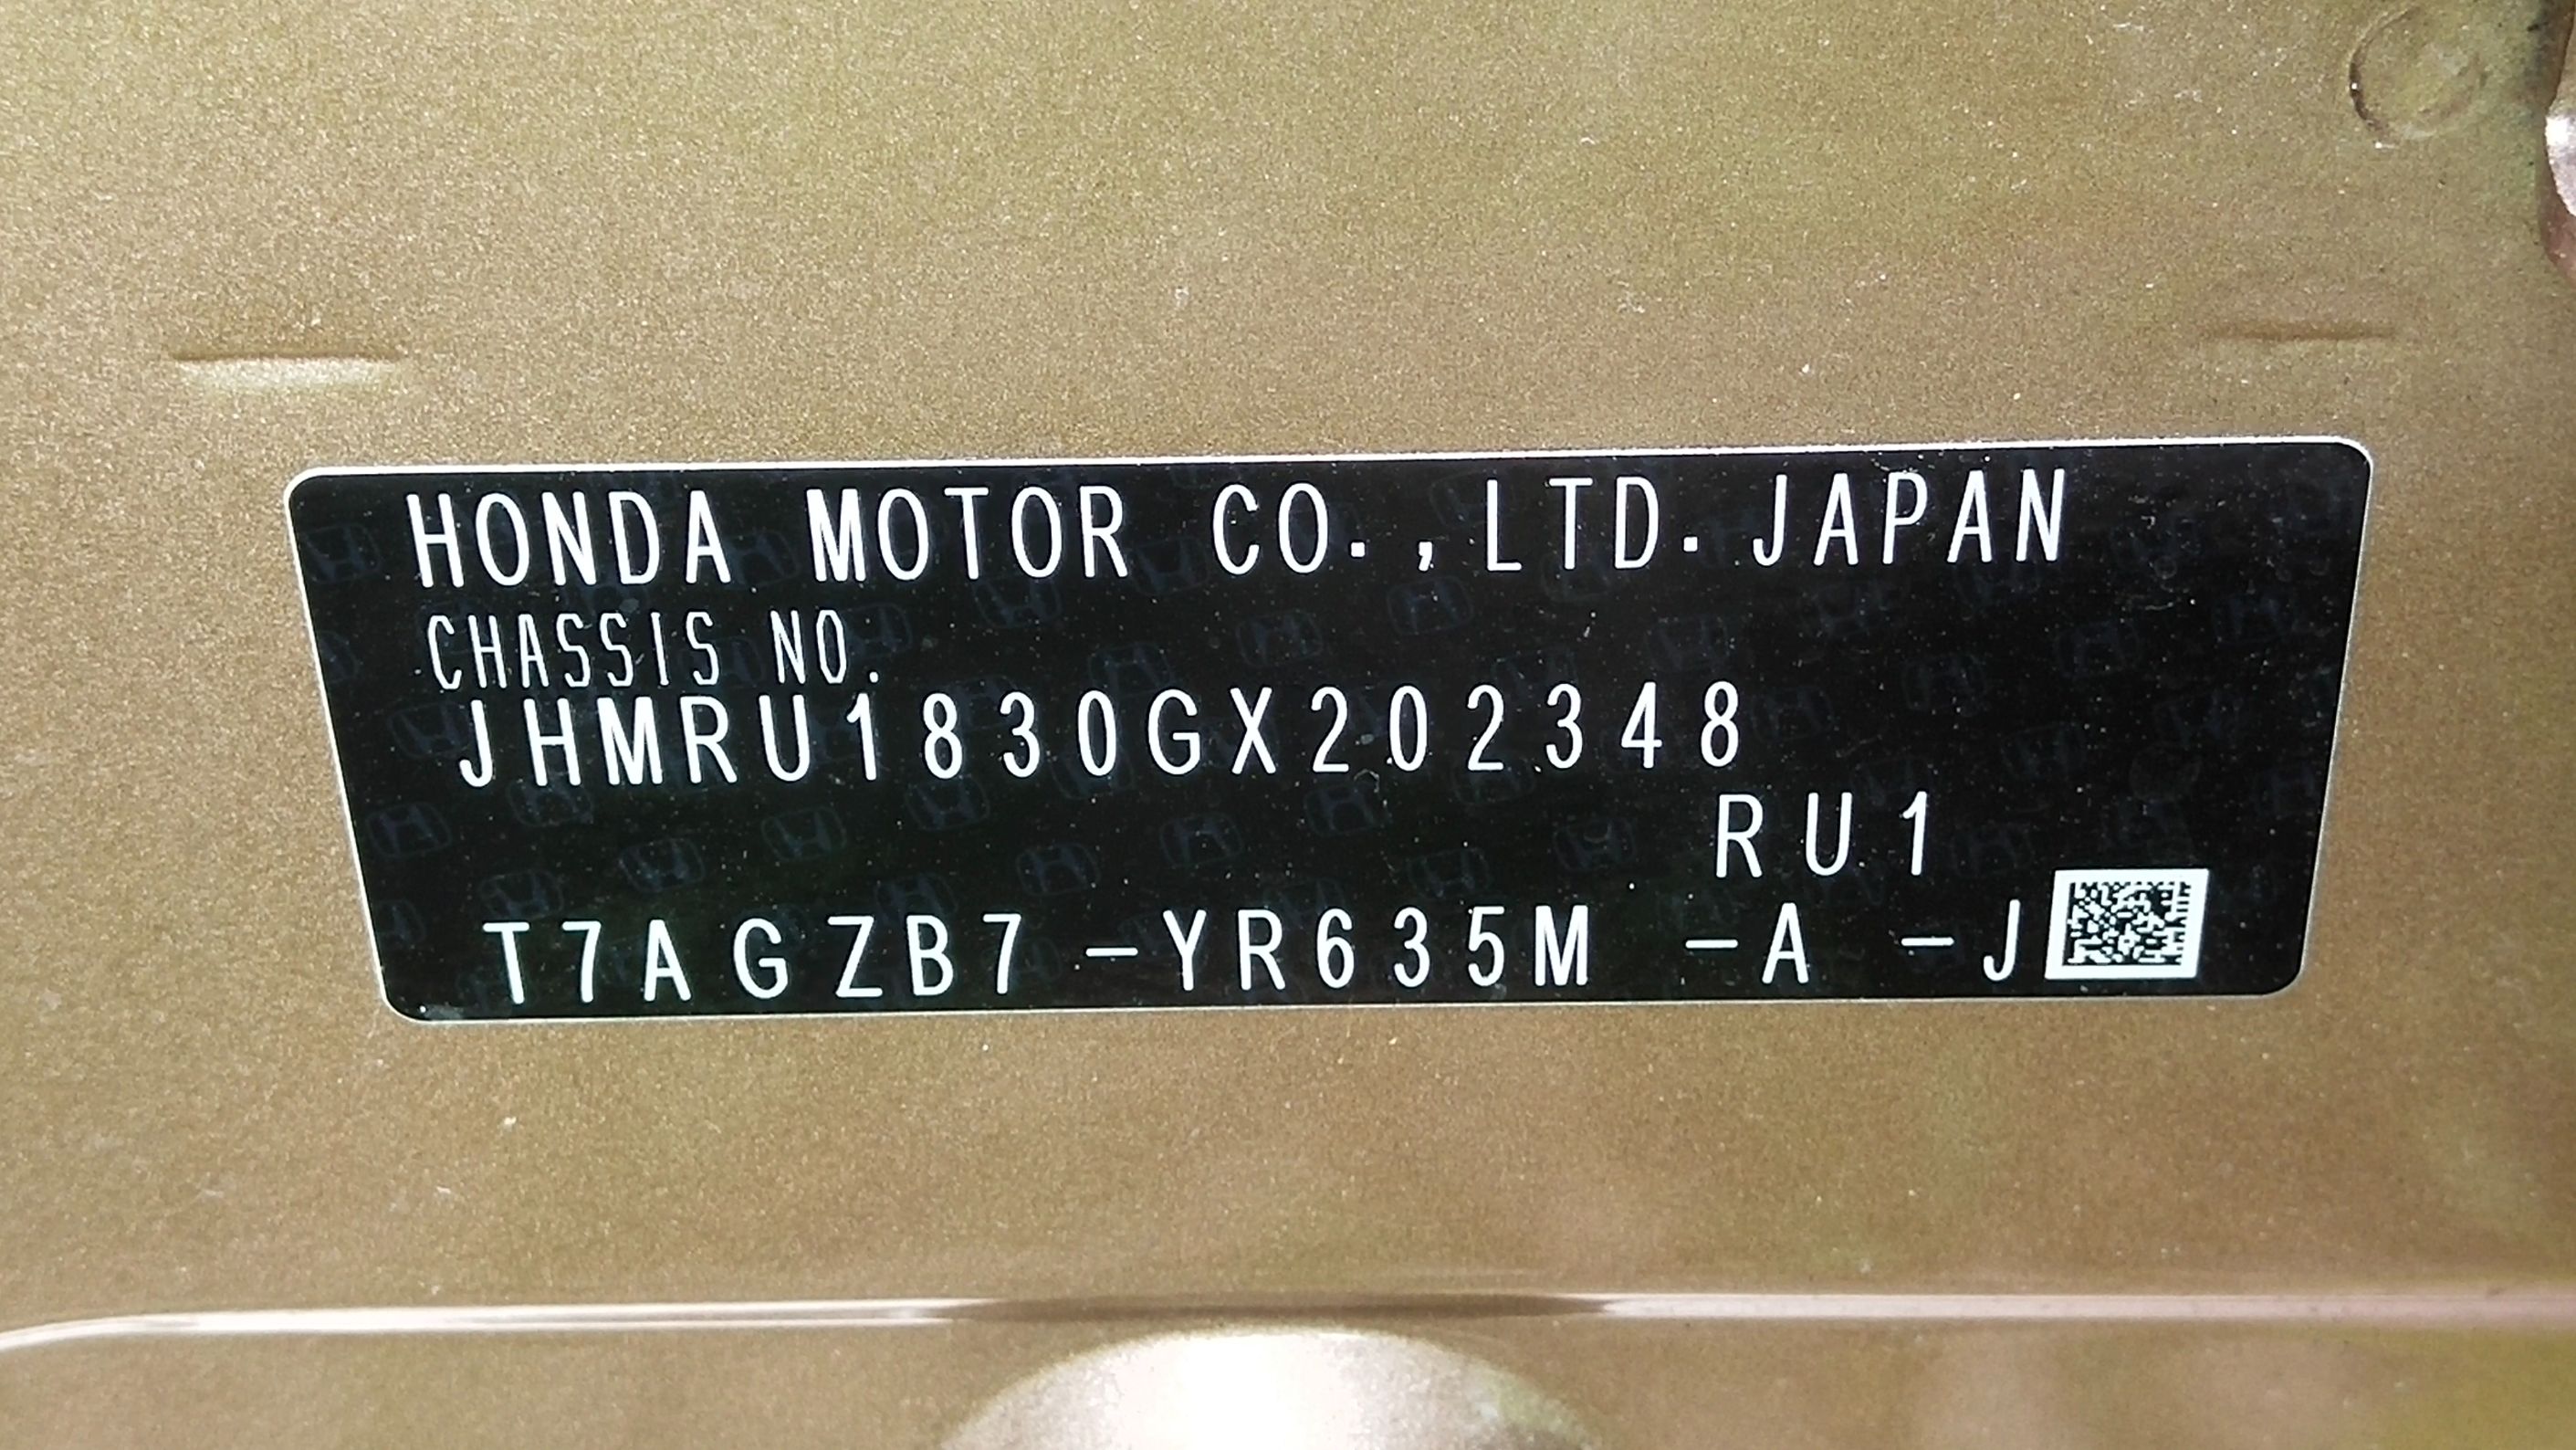 HONDA MOTOR CO.,LTD.JAPAN
CHASSIS NO.
JHMRU1830GX202348
RU1
T7AGZB7-YR635M -A -J